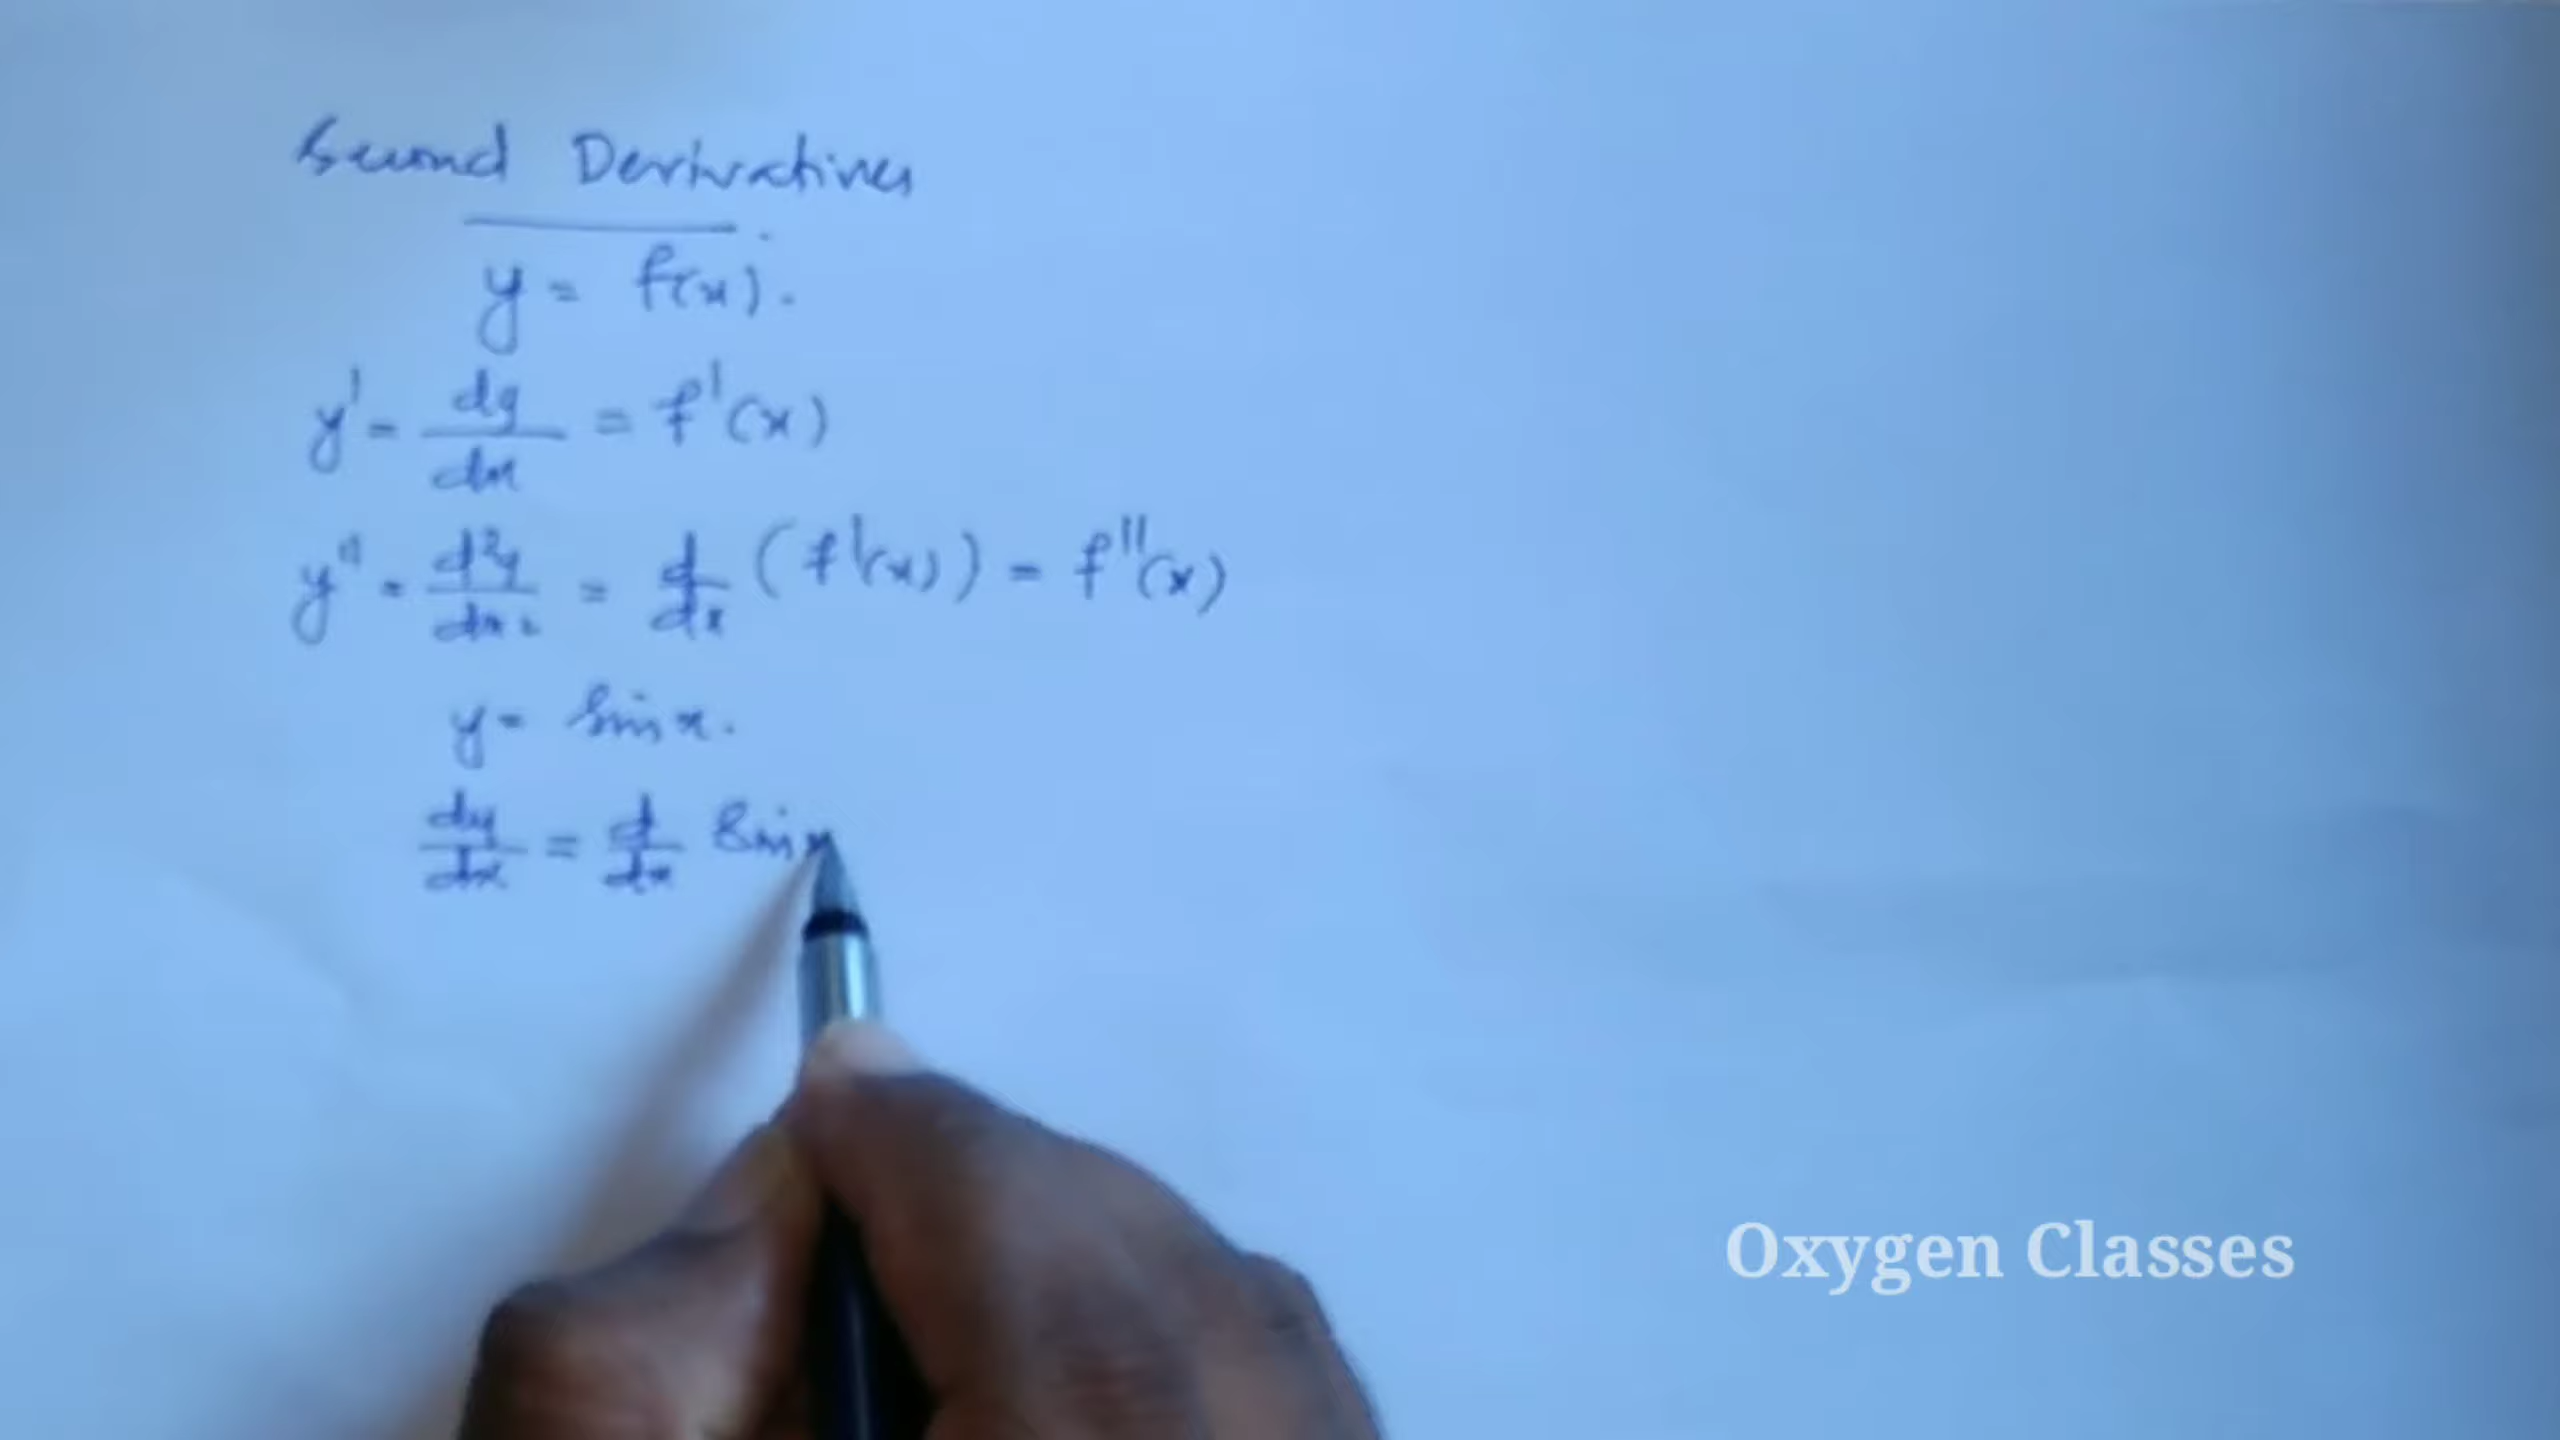 Second Derivatives
y = f(x).
y' = dy/dx = f'(x)
y'' = d²y/dx² = d/dx (f'(x)) = f''(x)
y = sin x.
dy/dx = d/dx sin x
Oxygen Classes